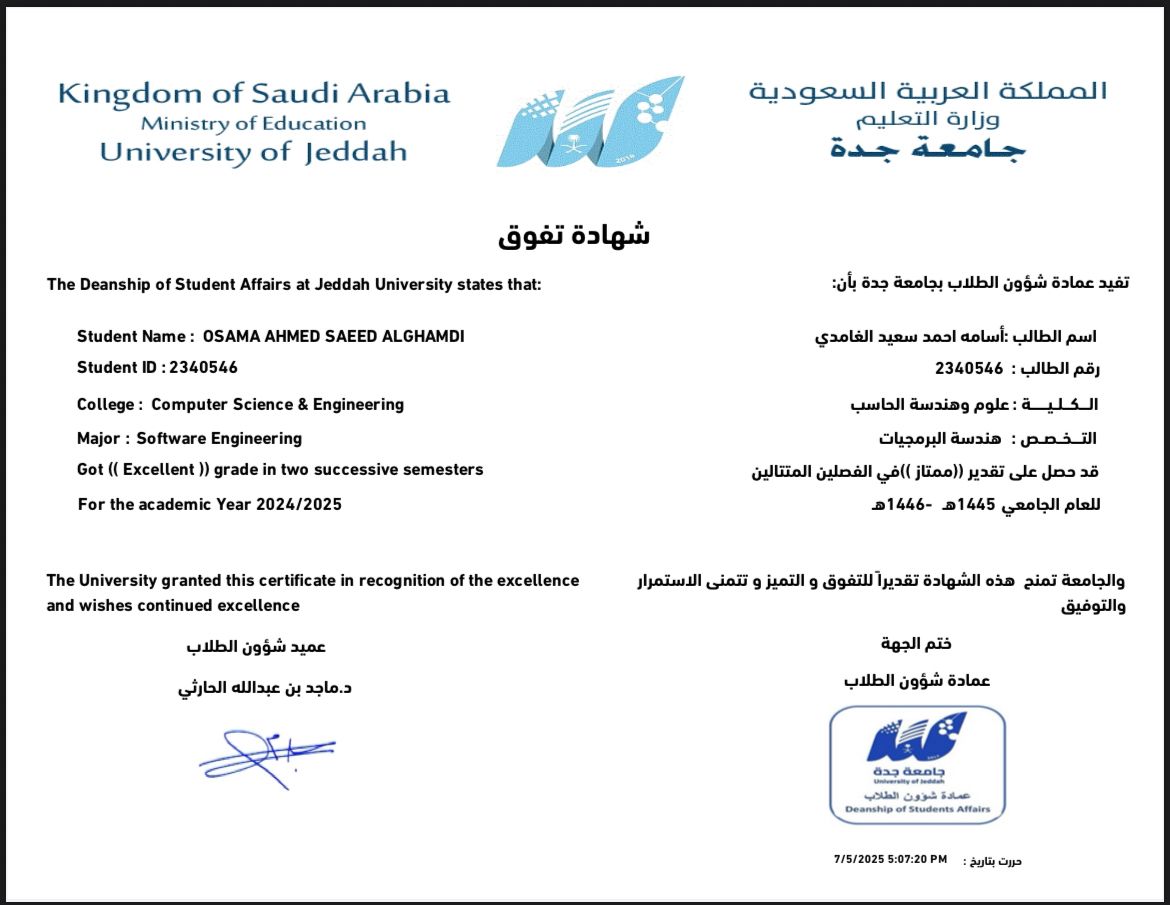 Kingdom of Saudi Arabia
Ministry of Education
University of Jeddah
2014
المملكة العربية السعودية
وزارة التعليم
جامعة جدة
شهادة تفوق
The Deanship of Student Affairs at Jeddah University states that:
تفيد عمادة شؤون الطلاب بجامعة جدة بأن:
Student Name : OSAMA AHMED SAEED ALGHAMDI
اسم الطالب :أسامه احمد سعيد الغامدي
Student ID : 2340546
رقم الطالب : 2340546
College : Computer Science & Engineering
الـــكـــلـــيـــــة : علوم وهندسة الحاسب
Major : Software Engineering
التـــخـــصـــص : هندسة البرمجيات
Got (( Excellent )) grade in two successive semesters
قد حصل على تقدير ((ممتاز ))في الفصلين المتتالين
For the academic Year 2024/2025
للعام الجامعي 1445هـ -1446هـ
The University granted this certificate in recognition of the excellence
and wishes continued excellence
والجامعة تمنح هذه الشهادة تقديراً للتفوق و التميز و تتمنى الاستمرار
والتوفيق
عميد شؤون الطلاب
د.ماجد بن عبدالله الحارثي
ختم الجهة
عمادة شؤون الطلاب
جامعة جدة
University of Jeddah
عمادة شؤون الطلاب
Deanship of Students Affairs
حررت بتاريخ : 7/5/2025 5:07:20 PM